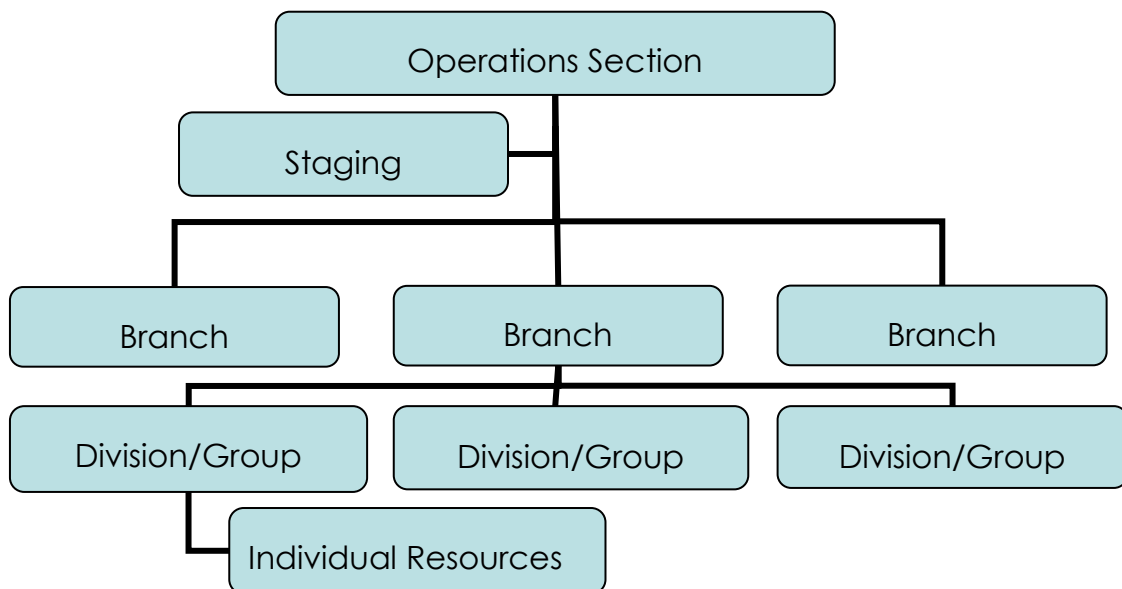 Operations Section
Staging
Branch
Branch
Branch
Division/Group
Division/Group
Division/Group
Individual Resources